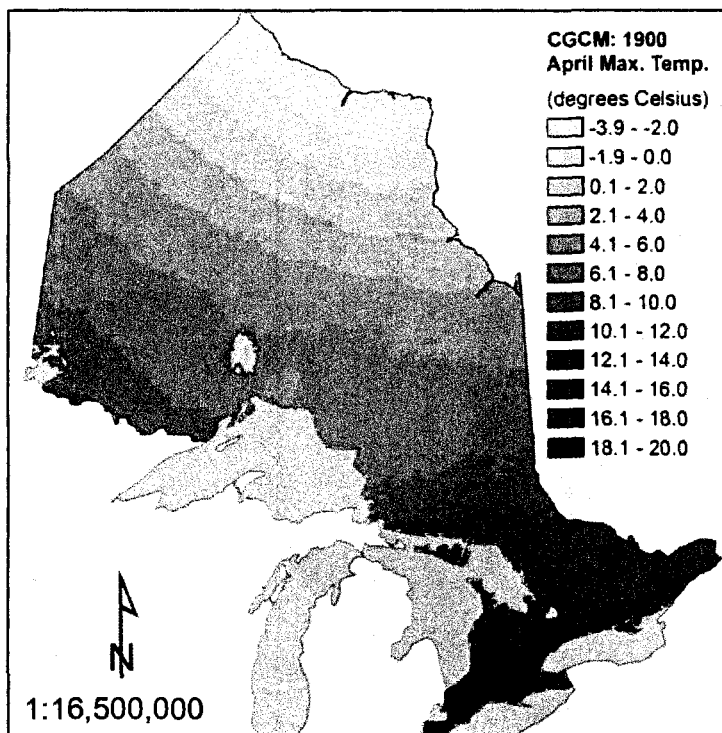 CGCM: 1900
April Max. Temp.
(degrees Celsius)
-3.9 - -2.0
-1.9 - 0.0
0.1 - 2.0
2.1 - 4.0
4.1 - 6.0
6.1 - 8.0
8.1 - 10.0
10.1 - 12.0
12.1 - 14.0
14.1 - 16.0
16.1 - 18.0
18.1 - 20.0
N
1:16,500,000